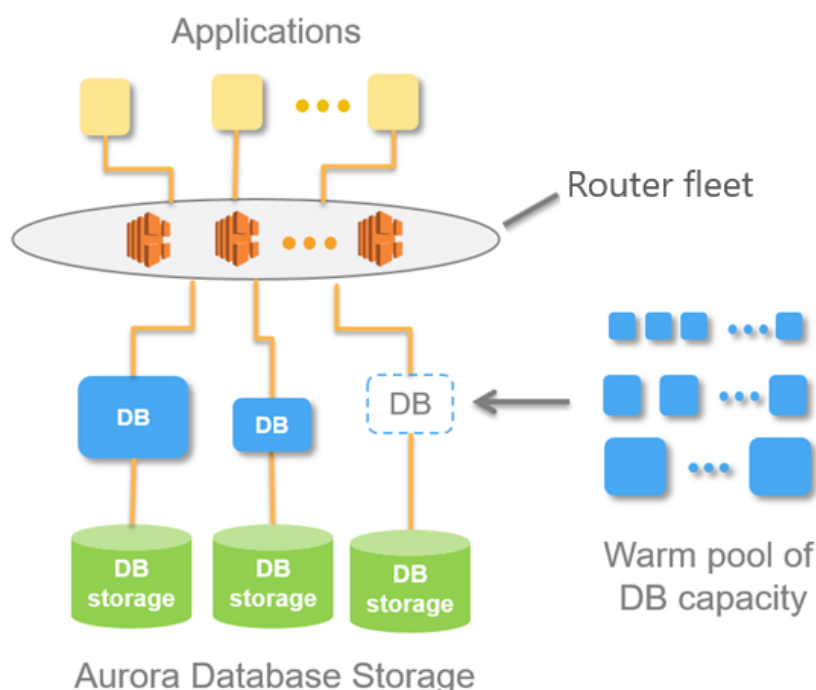 Applications
Router fleet
DB
DB
DB
DB
storage
DB
storage
DB
storage
Warm pool of
DB capacity
Aurora Database Storage